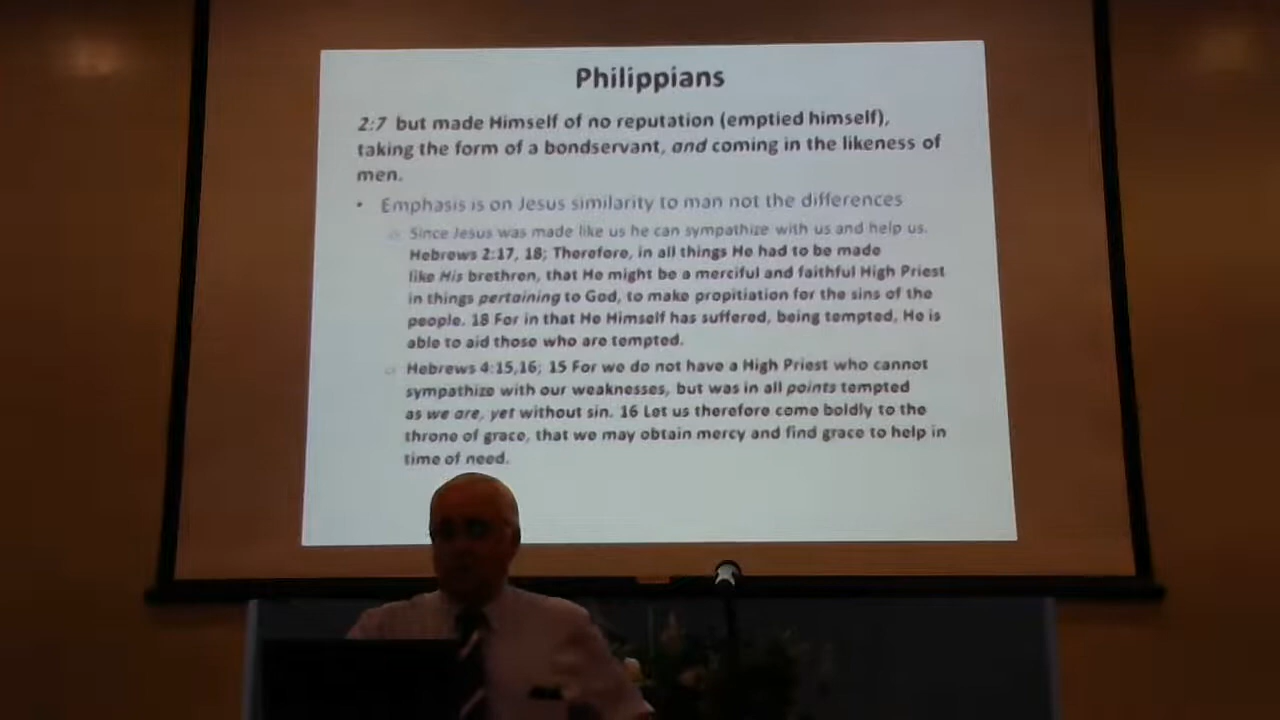 Philippians
2:7 but made Himself of no reputation (emptied himself),
taking the form of a bondservant, and coming in the likeness of
men.
• Emphasis is on Jesus similarity to man not the differences
o Since Jesus was made like us he can sympathize with us and help us.
Hebrews 2:17, 18; Therefore, in all things He had to be made
like His brethren, that He might be a merciful and faithful High Priest
in things pertaining to God, to make propitiation for the sins of the
people. 18 For in that He Himself has suffered, being tempted, He is
able to aid those who are tempted.
o Hebrews 4:15,16; 15 For we do not have a High Priest who cannot
sympathize with our weaknesses, but was in all points tempted
as we are, yet without sin. 16 Let us therefore come boldly to the
throne of grace, that we may obtain mercy and find grace to help in
time of need.